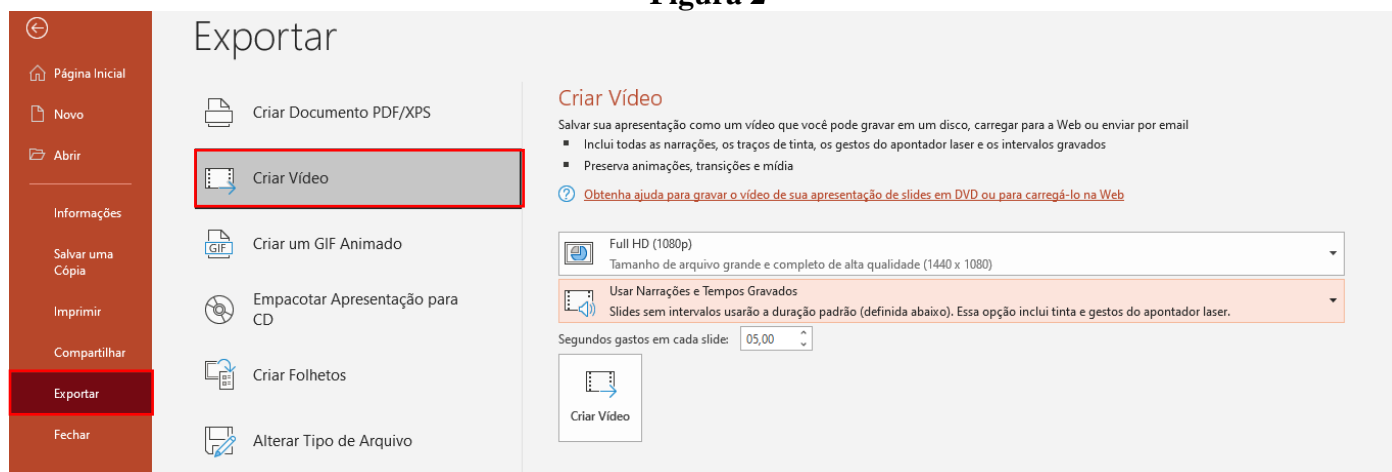 Figura 2
Exportar
Página Inicial
Novo
Abrir
Informações
Salvar uma
Cópia
Imprimir
Compartilhar
Exportar
Fechar
Criar Documento PDF/XPS
Criar Vídeo
GIF
Criar um GIF Animado
Empacotar Apresentação para
CD
Criar Folhetos
Alterar Tipo de Arquivo
Criar Vídeo
Salvar sua apresentação como um vídeo que você pode gravar em um disco, carregar para a Web ou enviar por email
Inclui todas as narrações, os traços de tinta, os gestos do apontador laser e os intervalos gravados
Preserva animações, transições e mídia
Obtenha ajuda para gravar o vídeo de sua apresentação de slides em DVD ou para carregá-lo na Web
Full HD (1080p)
Tamanho de arquivo grande e completo de alta qualidade (1440 x 1080)
Usar Narrações e Tempos Gravados
Slides sem intervalos usarão a duração padrão (definida abaixo). Essa opção inclui tinta e gestos do apontador laser.
Segundos gastos em cada slide: 05,00
Criar Vídeo